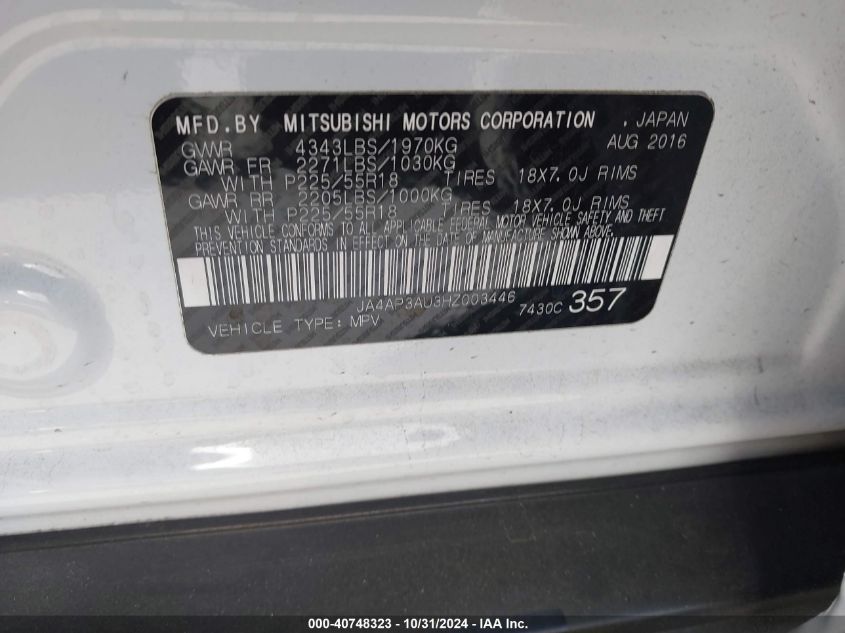 MFD.BY MITSUBISHI MOTORS CORPORATION , JAPAN
GVWR 4343LBS/1970KG AUG 2016
GAWR FR 2271LBS/1030KG
WITH P225/55R18 TIRES 18X7.0J RIMS
GAWR RR 2205LBS/1000KG
WITH P225/55R18 TIRES 18X7.0J RIMS
THIS VEHICLE CONFORMS TO ALL APPLICABLE FEDERAL MOTOR VEHICLE SAFETY AND THEFT
PREVENTION STANDARDS IN EFFECT ON THE DATE OF MANUFACTURE SHOWN ABOVE.
JA4AP3AU3HZ003446 7430C 357
VEHICLE TYPE: MPV
000-40748323 - 10/31/2024 - IAA Inc.